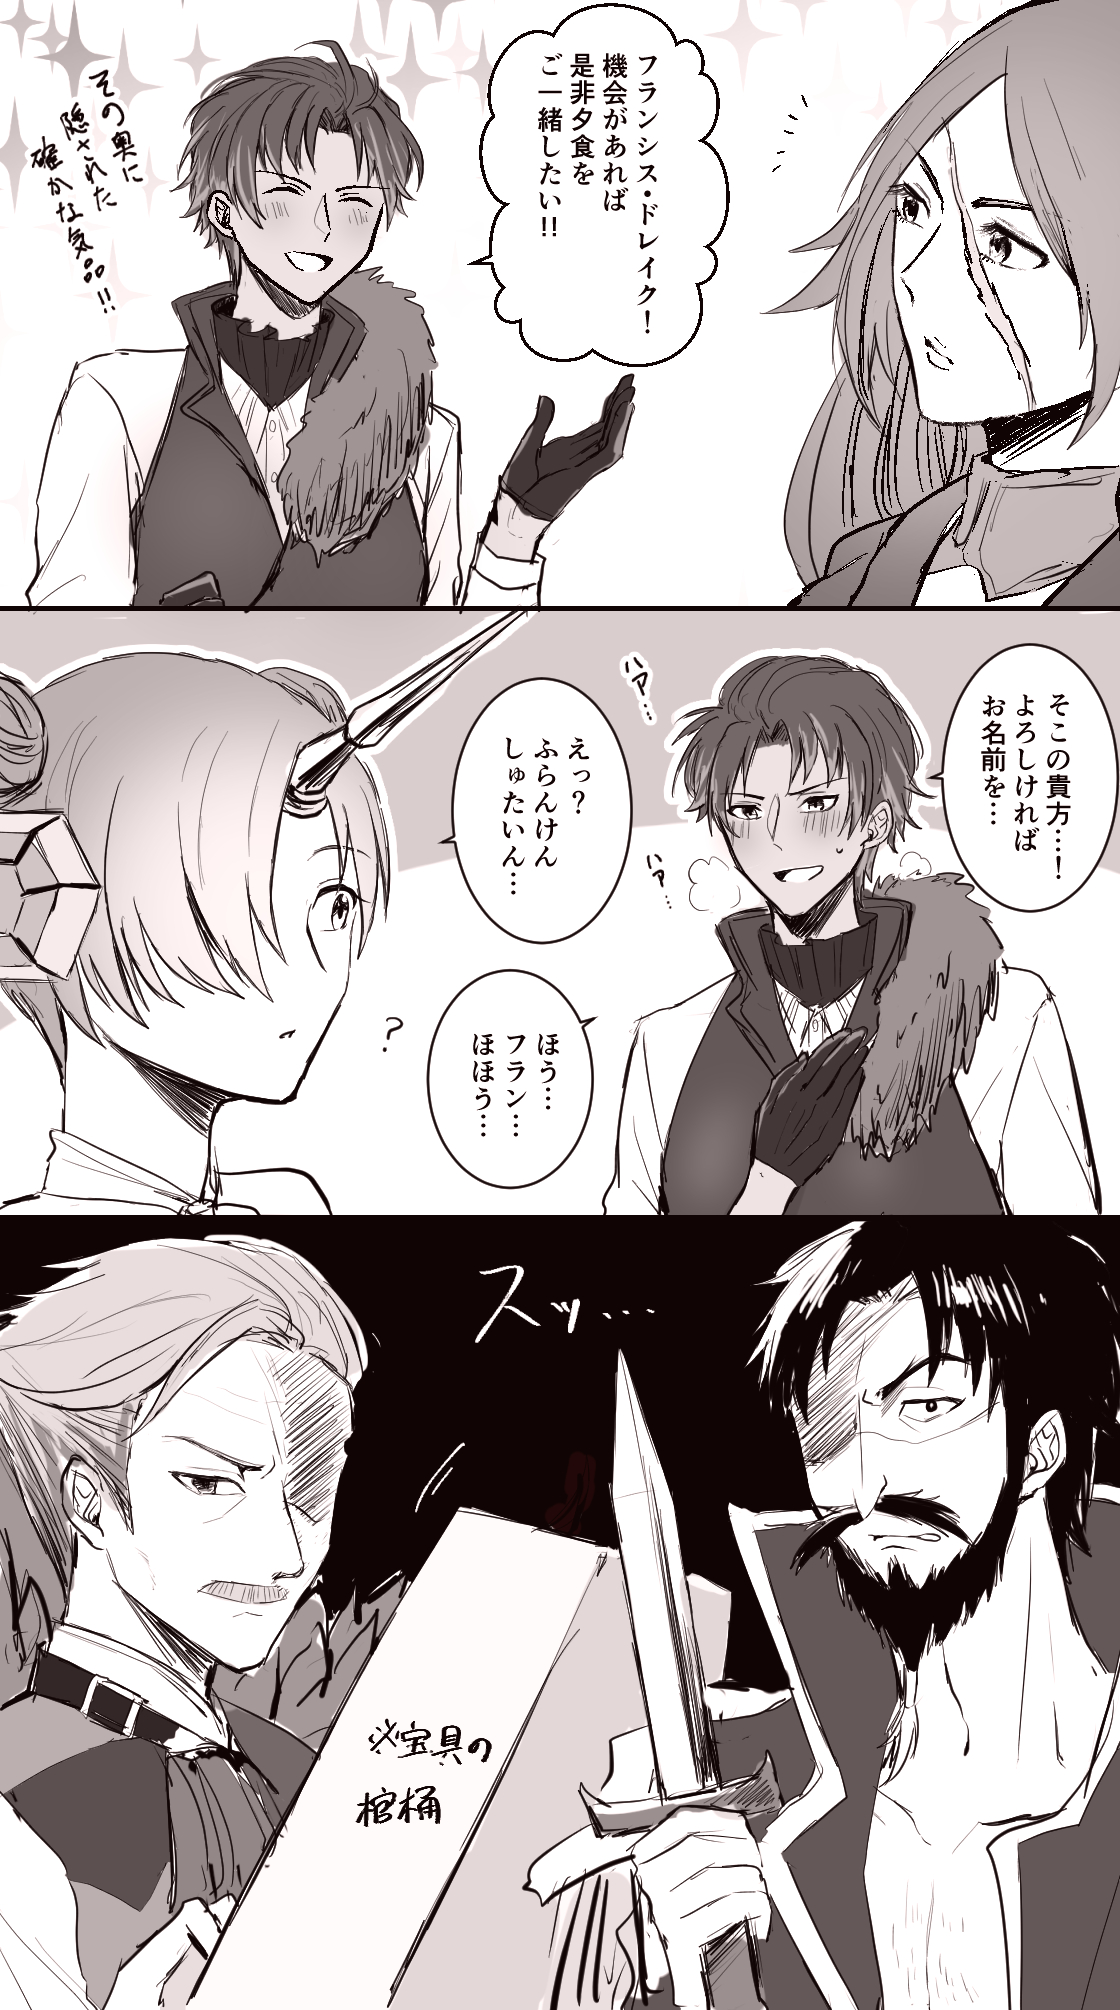 フランシス・ドレイク！
機会があれば
是非夕食を
ご一緒したい!!
その奥に
隠された
確かな気品!!
そこの貴方…！
よろしければ
お名前を…
ハァ…
ハァ…
えっ？
ふらんけん
しゅたいん…
?
ほう…
フラン…
ほほう…
スッ…
※宝具の
棺桶